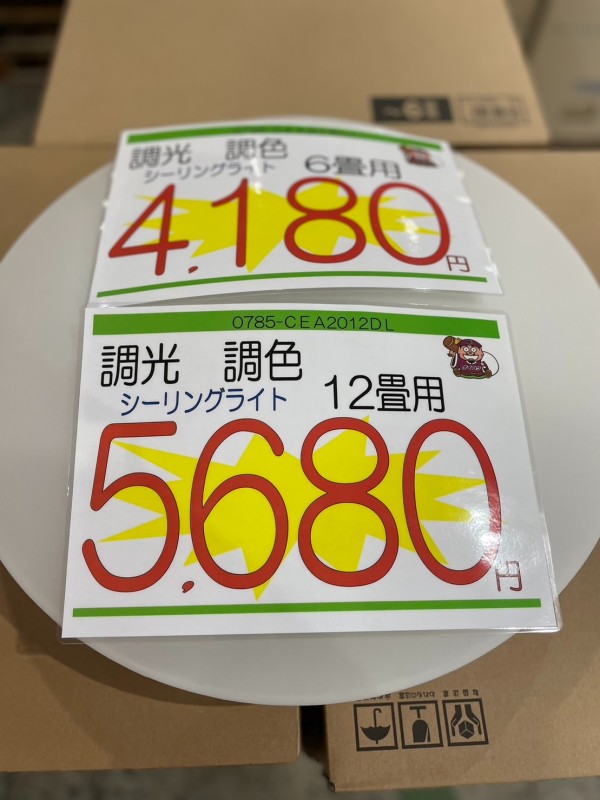 調光 調色
シーリングライト 6畳用
4,180円
0785-CEA2012DL
調光 調色
シーリングライト 12畳用
5,680円